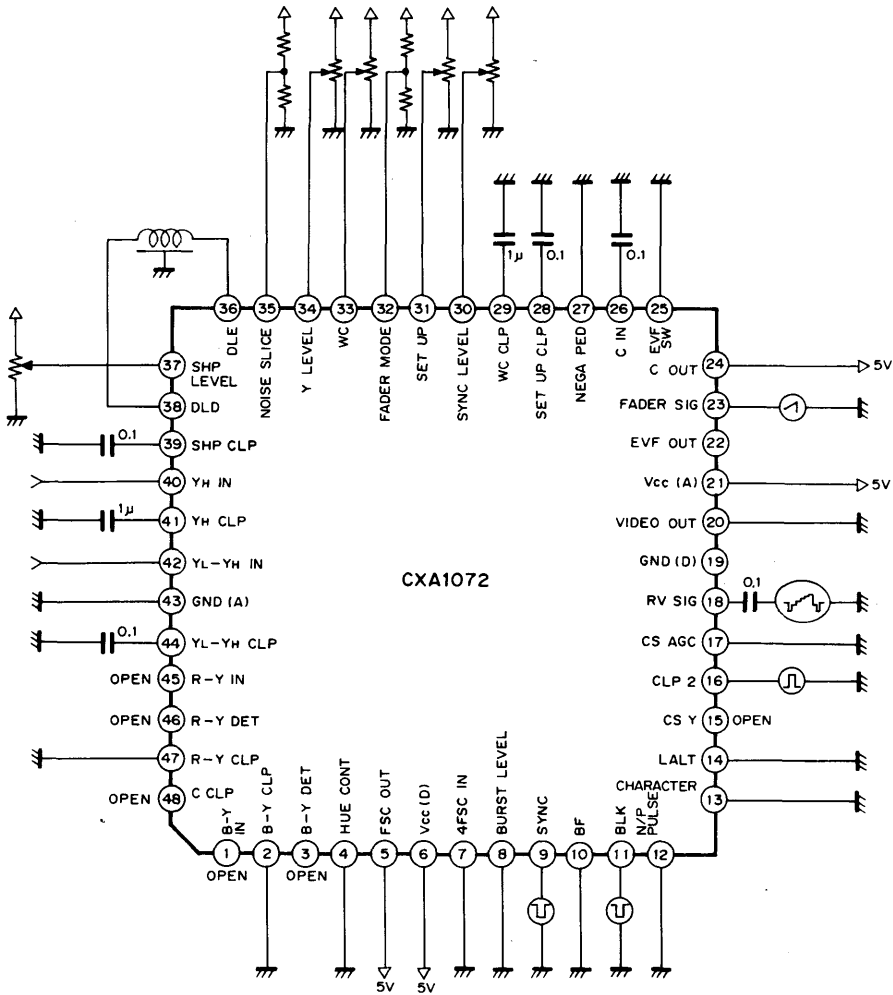 1μ
0.1
0.1
36
35
34
33
32
31
30
29
28
27
26
25
DLE
NOISE SLICE
Y LEVEL
WC
FADER MODE
SET UP
SYNC LEVEL
WC CLP
SET UP CLP
NEGA PED
C IN
EVF SW
37 SHP LEVEL
38 DLD
0.1 39 SHP CLP
40 YH IN
1μ 41 YH CLP
42 YL-YH IN
43 GND (A)
0.1 44 YL-YH CLP
OPEN 45 R-Y IN
OPEN 46 R-Y DET
47 R-Y CLP
OPEN 48 C CLP
CXA1072
C OUT 24 5V
FADER SIG 23
EVF OUT 22
Vcc (A) 21 5V
VIDEO OUT 20
GND (D) 19
RV SIG 18 0.1
CS AGC 17
CLP 2 16
CS Y 15 OPEN
LALT 14
CHARACTER 13
B-Y IN
B-Y CLP
B-Y DET
HUE CONT
FSC OUT
Vcc (D)
4FSC IN
BURST LEVEL
SYNC
BF
BLK
N/P PULSE
1
2
3
4
5
6
7
8
9
10
11
12
OPEN
OPEN
5V
5V